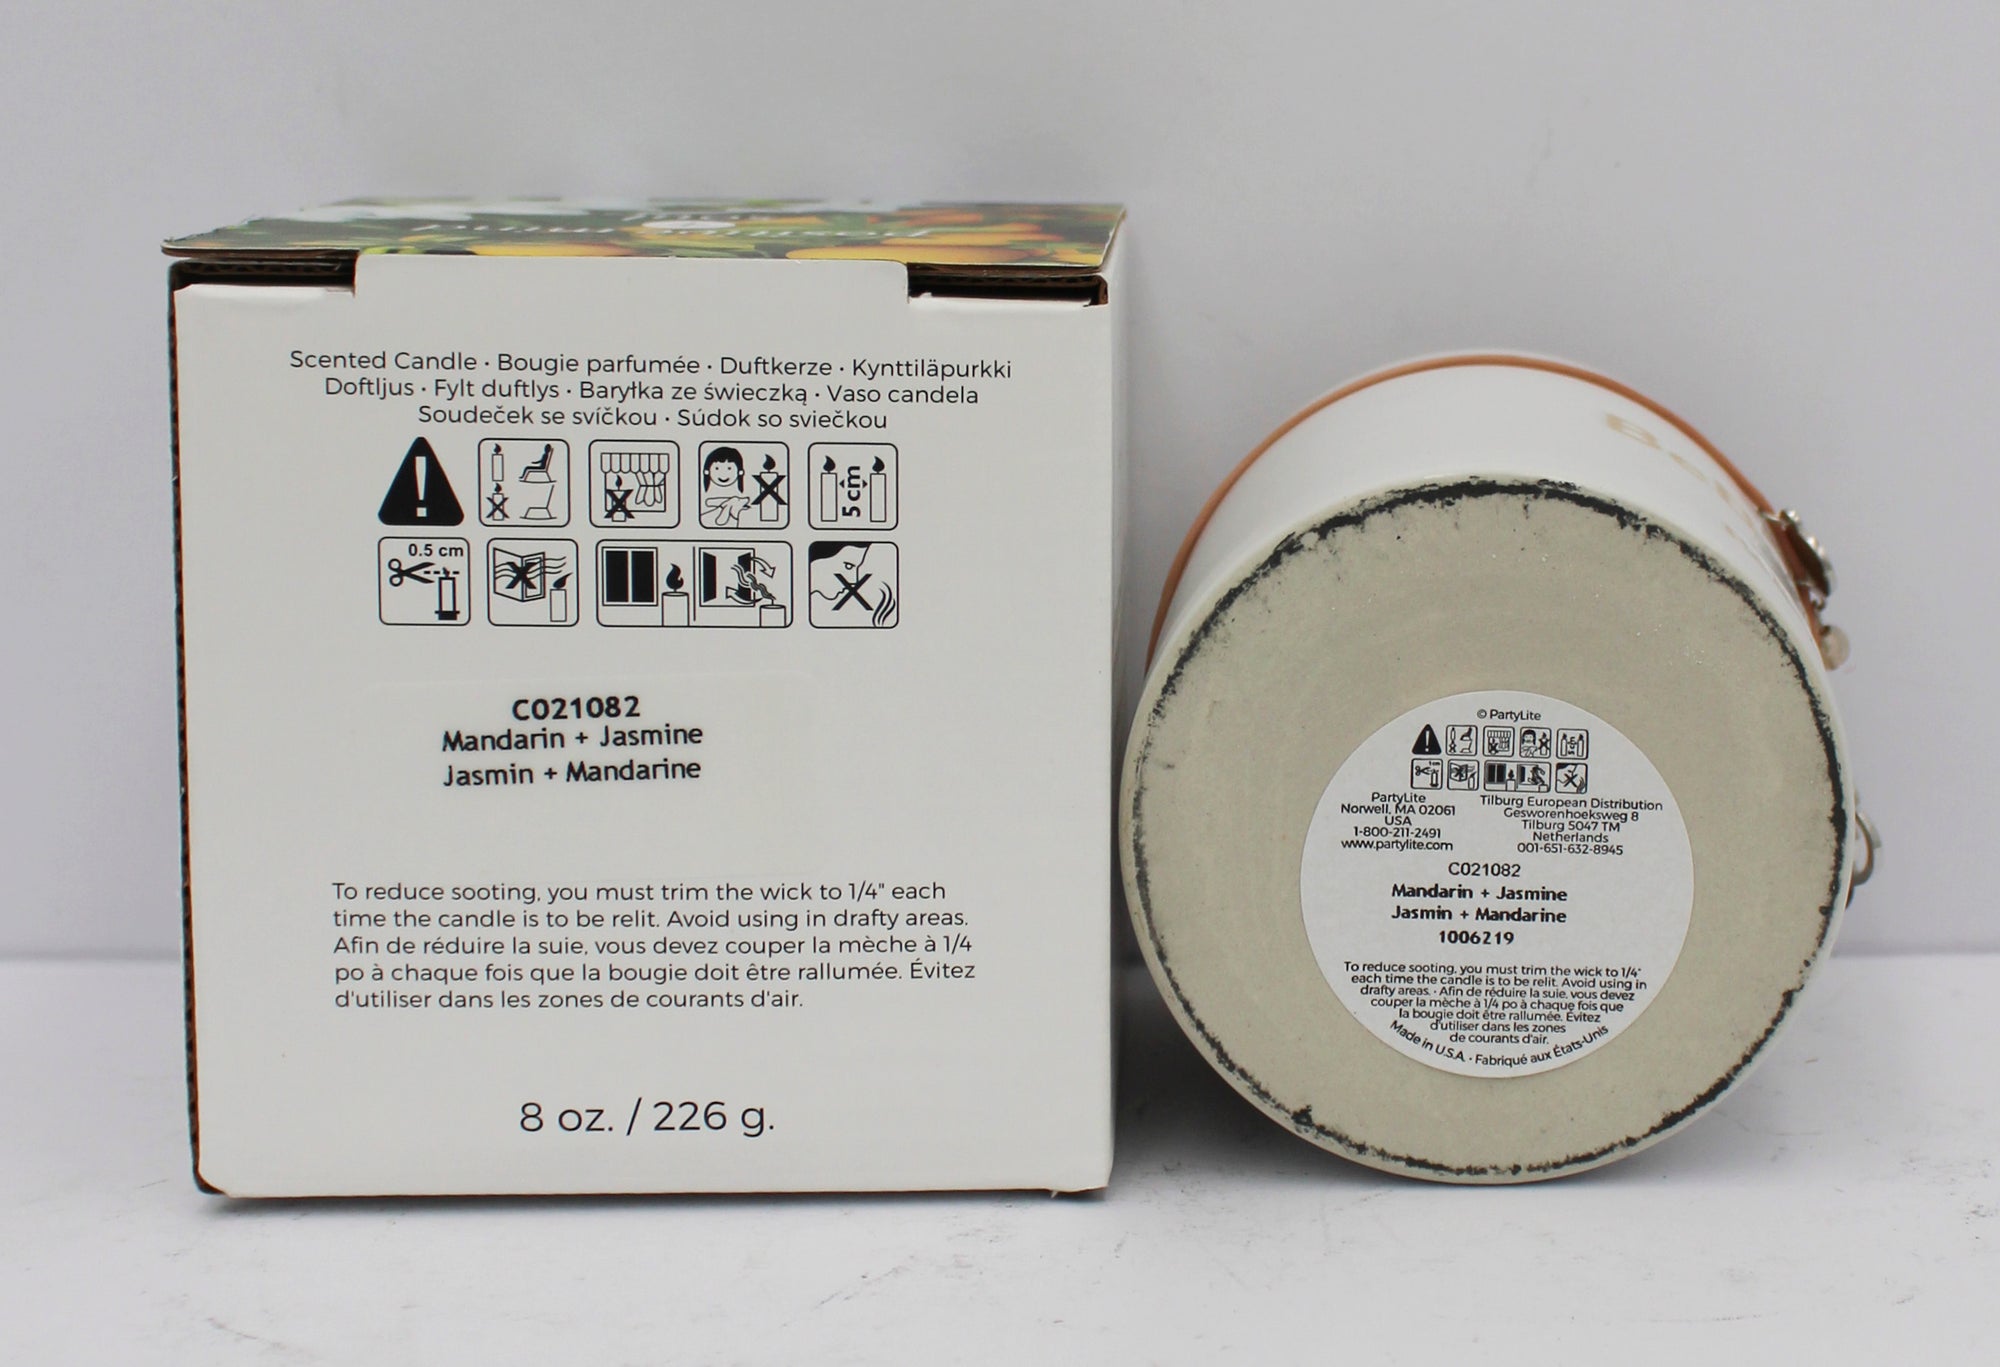 Scented Candle · Bougie parfumée · Duftkerze · Kynttiläpurkki
Doftljus · Fylt duftlys · Baryłka ze świeczką · Vaso candela
Soudeček se svíčkou · Súdok so sviečkou
5 cm
0.5 cm
C021082
Mandarin + Jasmine
Jasmin + Mandarine
To reduce sooting, you must trim the wick to 1/4" each
time the candle is to be relit. Avoid using in drafty areas.
Afin de réduire la suie, vous devez couper la mèche à 1/4
po à chaque fois que la bougie doit être rallumée. Évitez
d'utiliser dans les zones de courants d'air.
8 oz. / 226 g.
© PartyLite
PartyLite
Norwell, MA 02061
USA
1-800-211-2491
www.partylite.com
Tilburg European Distribution
Gesworenhoeksweg 8
Tilburg 5047 TM
Netherlands
001-651-632-8945
C021082
Mandarin + Jasmine
Jasmin + Mandarine
1006219
To reduce sooting, you must trim the wick to 1/4"
each time the candle is to be relit. Avoid using in
drafty areas. · Afin de réduire la suie, vous devez
couper la mèche à 1/4 po à chaque fois que
la bougie doit être rallumée. Évitez
d'utiliser dans les zones
de courants d'air.
Made in U.S.A. · Fabriqué aux États-Unis